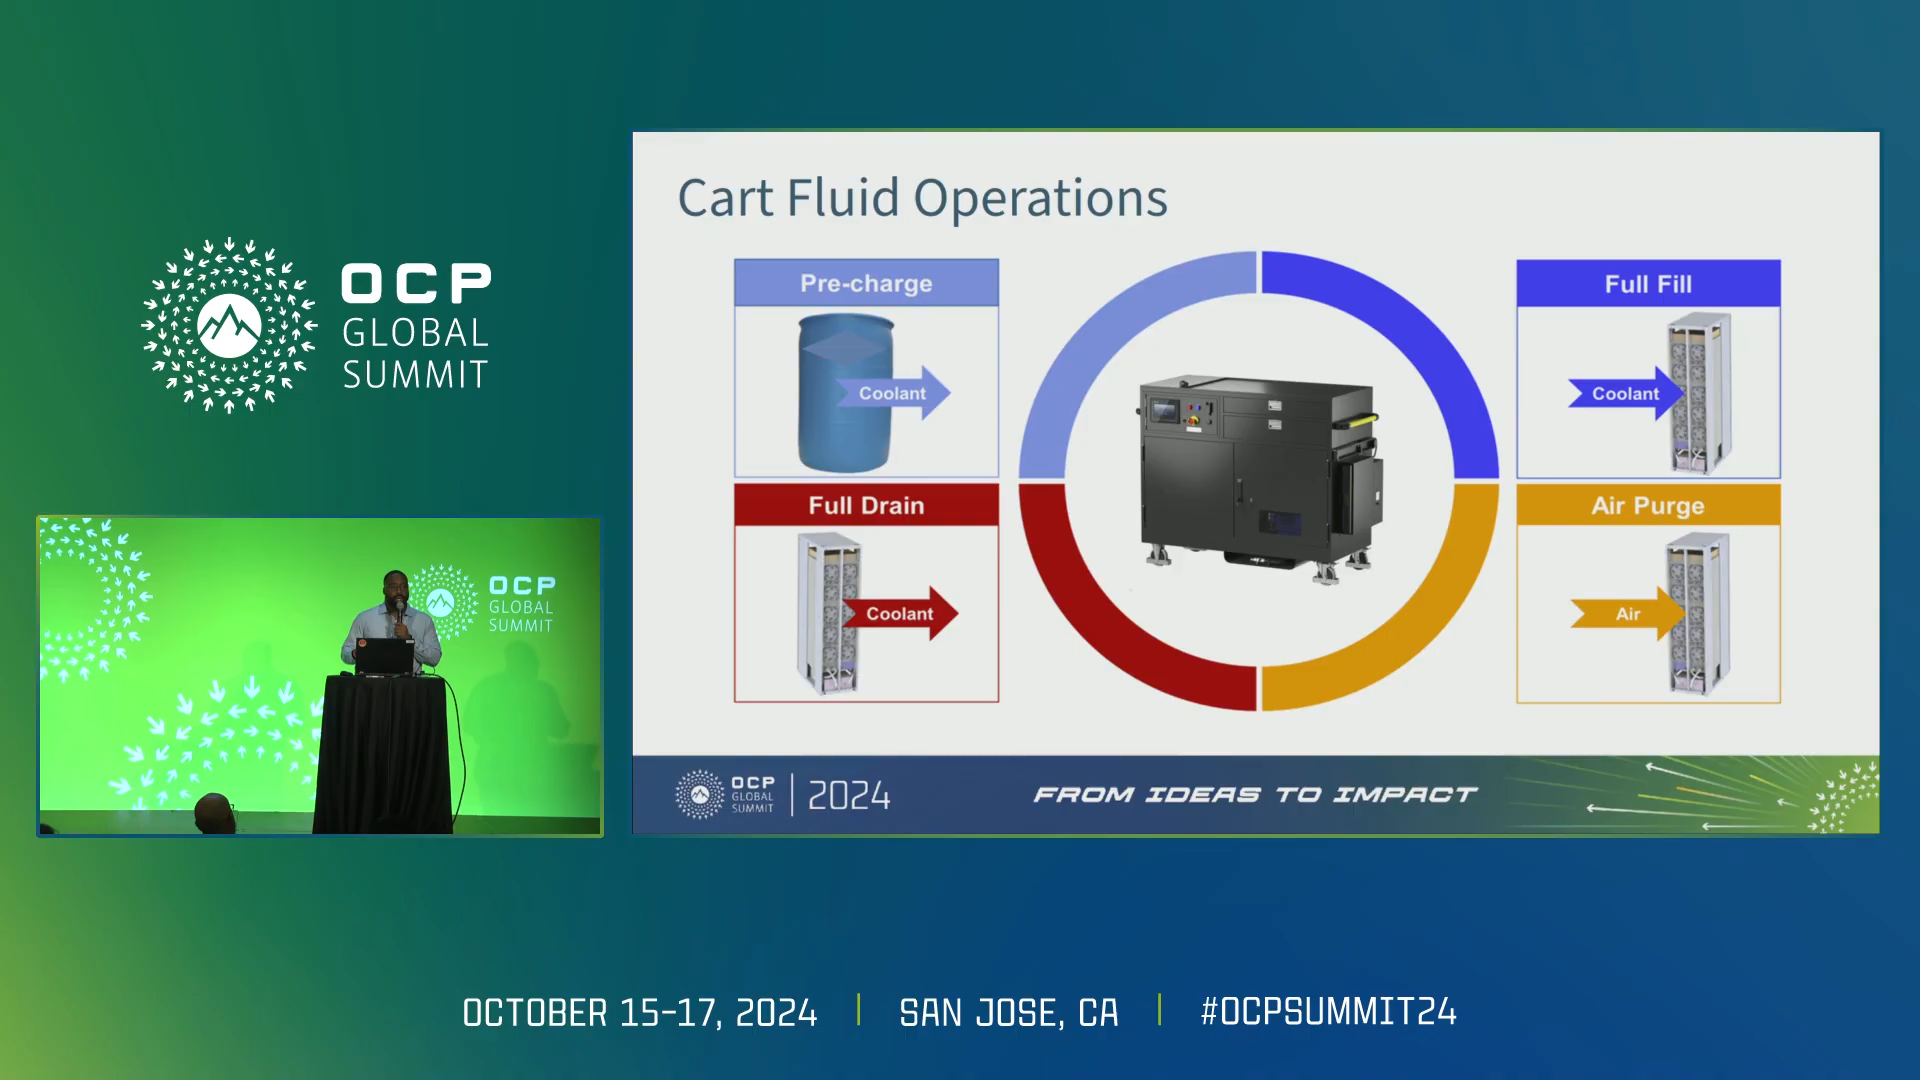 OCP
GLOBAL
SUMMIT
OCP
GLOBAL
SUMMIT
Cart Fluid Operations
Pre-charge
Coolant
Full Fill
Coolant
Full Drain
Coolant
Air Purge
Air
OCP
GLOBAL
SUMMIT
2024
FROM IDEAS TO IMPACT
OCTOBER 15-17, 2024
SAN JOSE, CA
#OCPSUMMIT24